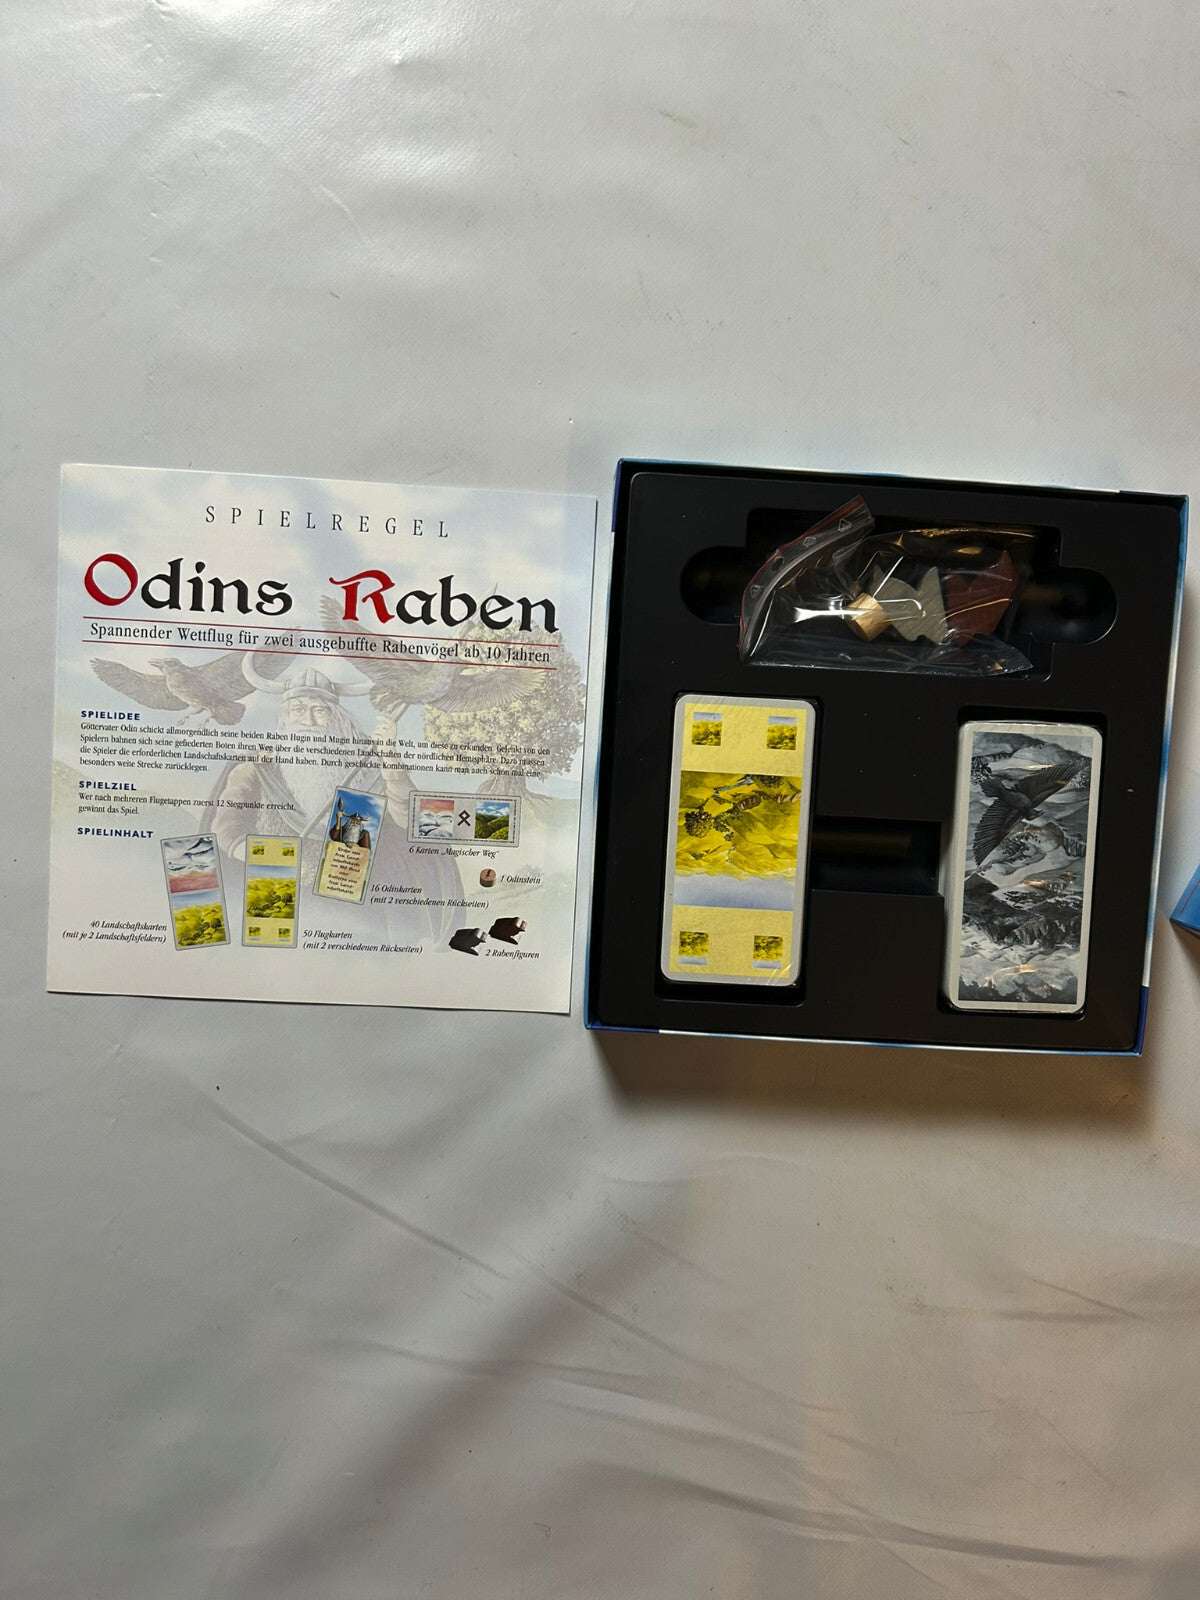 SPIELREGEL
Odins Raben
Spannender Wettflug für zwei ausgebuffte Rabenvögel ab 10 Jahren
SPIELIDEE
Göttervater Odin schickt allmorgendlich seine beiden Raben Hugin und Mugin hinaus in die Welt, um diese zu erkunden. Gelenkt von den
Spielern bahnen sich seine gefiederten Boten ihren Weg über die verschiedenen Landschaften der nördlichen Hemisphäre. Dazu müssen
die Spieler die erforderlichen Landschaftskarten auf der Hand haben. Durch geschickte Kombinationen kann man auch schon mal eine
besonders weite Strecke zurücklegen.
SPIELZIEL
Wer nach mehreren Flugetappen zuerst 12 Siegpunkte erreicht,
gewinnt das Spiel.
SPIELINHALT
6 Karten „Magischer Weg“
1 Odinstein
16 Odinkarten
(mit 2 verschiedenen Rückseiten)
40 Landschaftskarten
(mit je 2 Landschaftsfeldern)
50 Flugkarten
(mit 2 verschiedenen Rückseiten)
2 Rabenfiguren